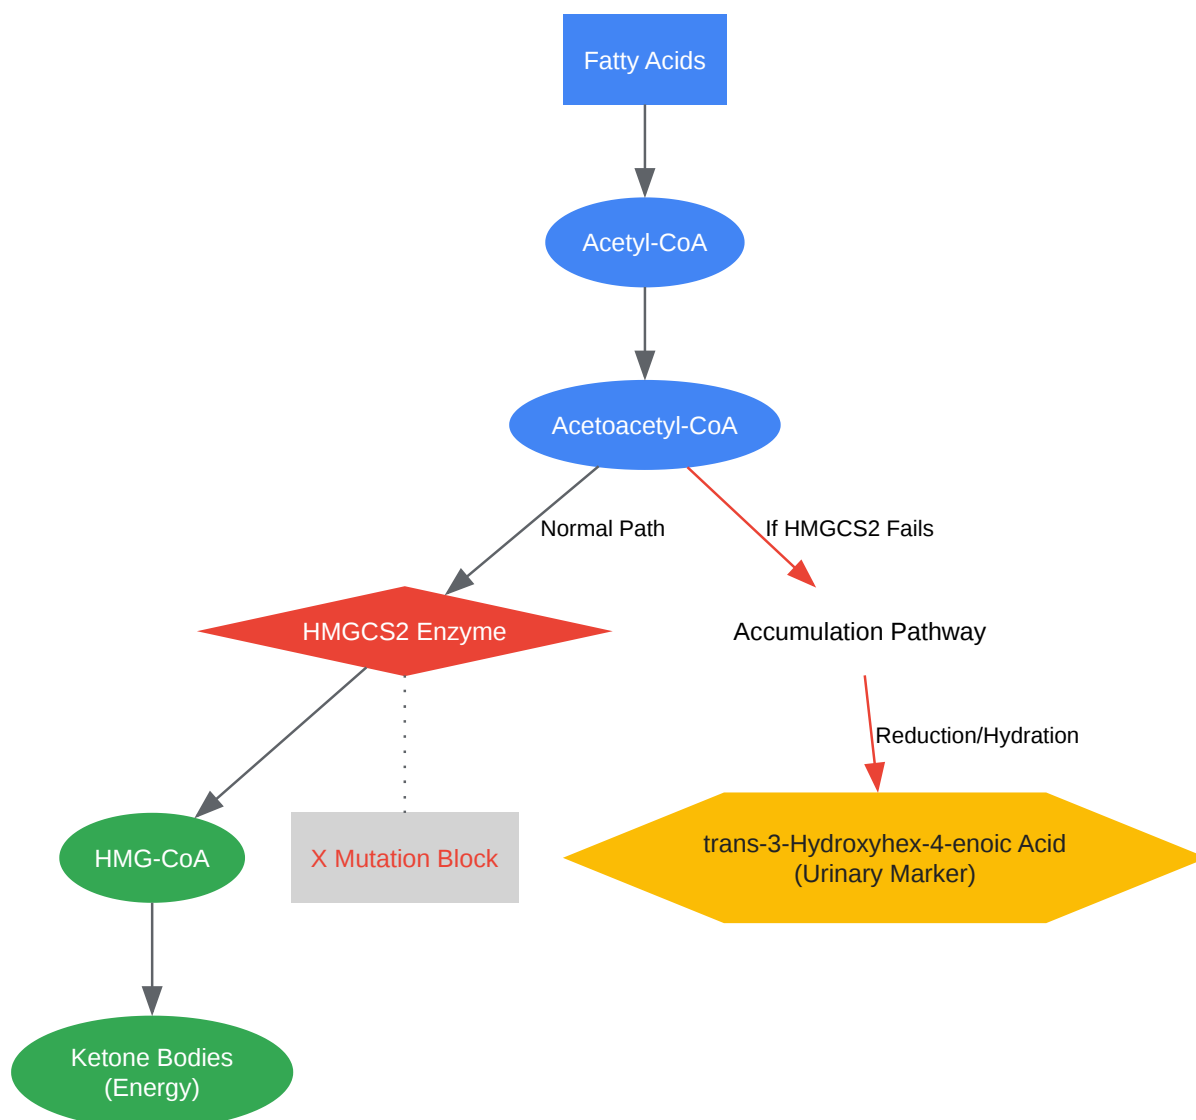 Fatty Acids
Acetyl-CoA
Acetoacetyl-CoA
Normal Path
If HMGCS2 Fails
HMGCS2 Enzyme
Accumulation Pathway
Reduction/Hydration
HMG-CoA
X Mutation Block
trans-3-Hydroxyhex-4-enoic Acid
(Urinary Marker)
Ketone Bodies
(Energy)